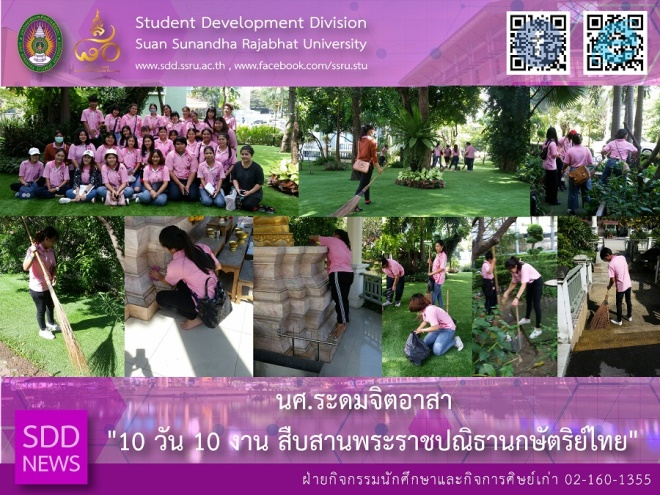 Student Development Division
Suan Sunandha Rajabhat University
www.sdd.ssru.ac.th , www.facebook.com/ssru.stu
นศ.ระดมจิตอาสา
"10 วัน 10 งาน สืบสานพระราชปณิธานกษัตริย์ไทย"
SDD
NEWS
ฝ่ายกิจกรรมนักศึกษาและกิจการศิษย์เก่า 02-160-1355